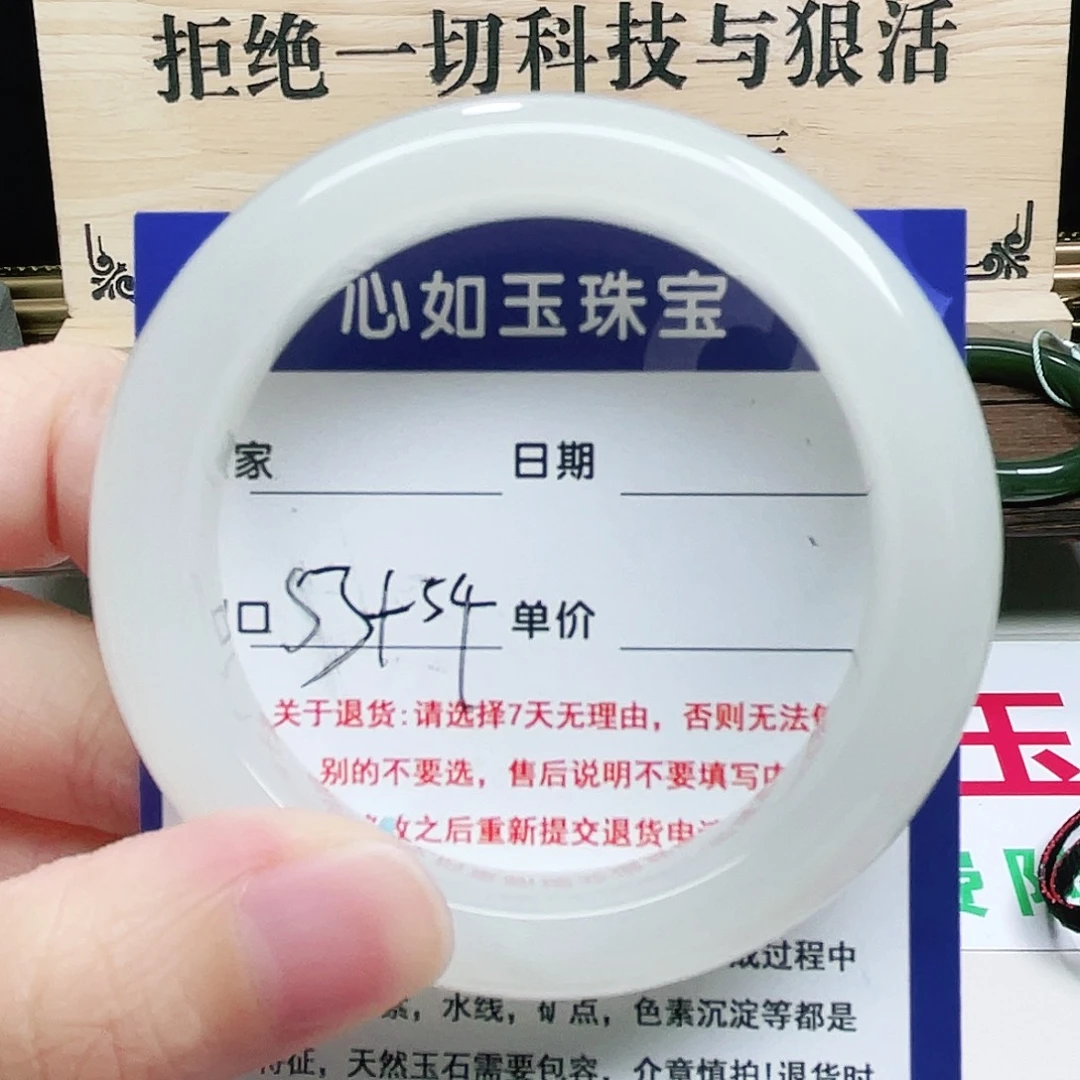 拒绝一切科技与狠活
心如玉珠宝
家 日期
口 53+54 单价
关于退货:请选择7天无理由，否则无法
别的不要选，售后说明不要填写
之后重新提交退货申
玉
过程中
，水线，矿点，色素沉淀等都是
特征，天然玉石需要包容，介意慎拍!退货时